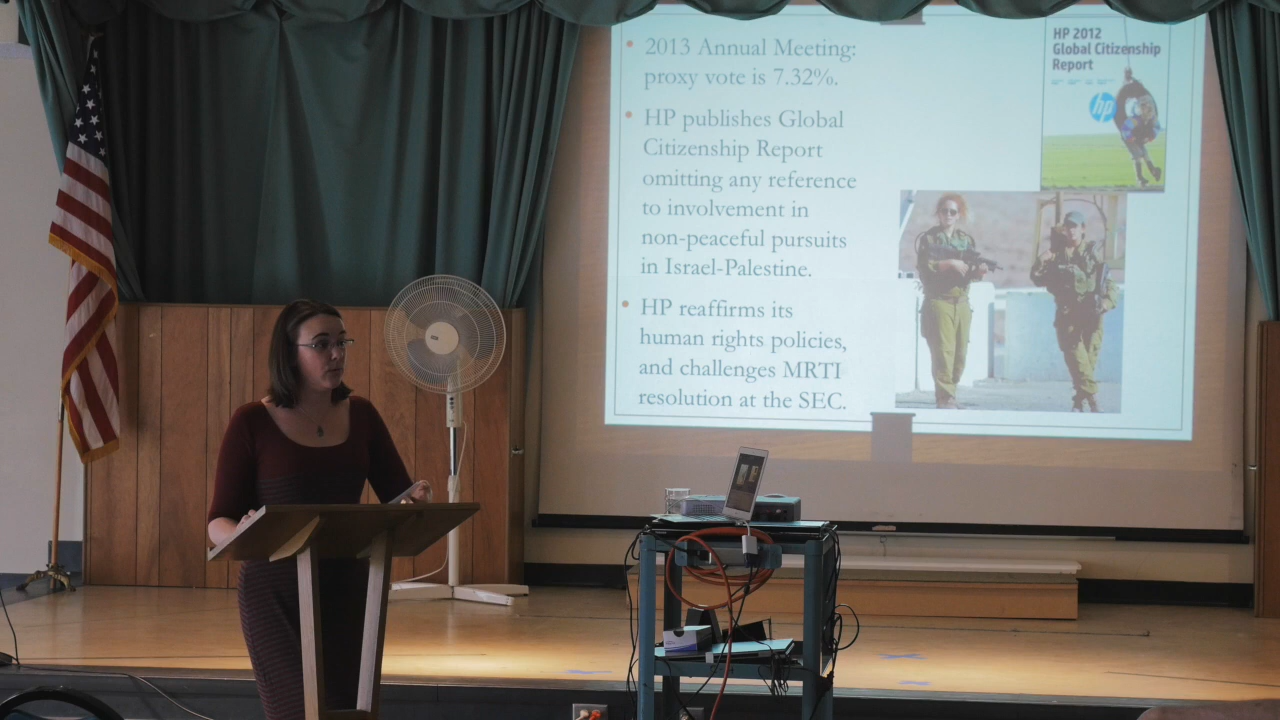 2013 Annual Meeting:
proxy vote is 7.32%.
HP publishes Global
Citizenship Report
omitting any reference
to involvement in
non-peaceful pursuits
in Israel-Palestine.
HP reaffirms its
human rights policies,
and challenges MRTI
resolution at the SEC.
HP 2012
Global Citizenship
Report
hp